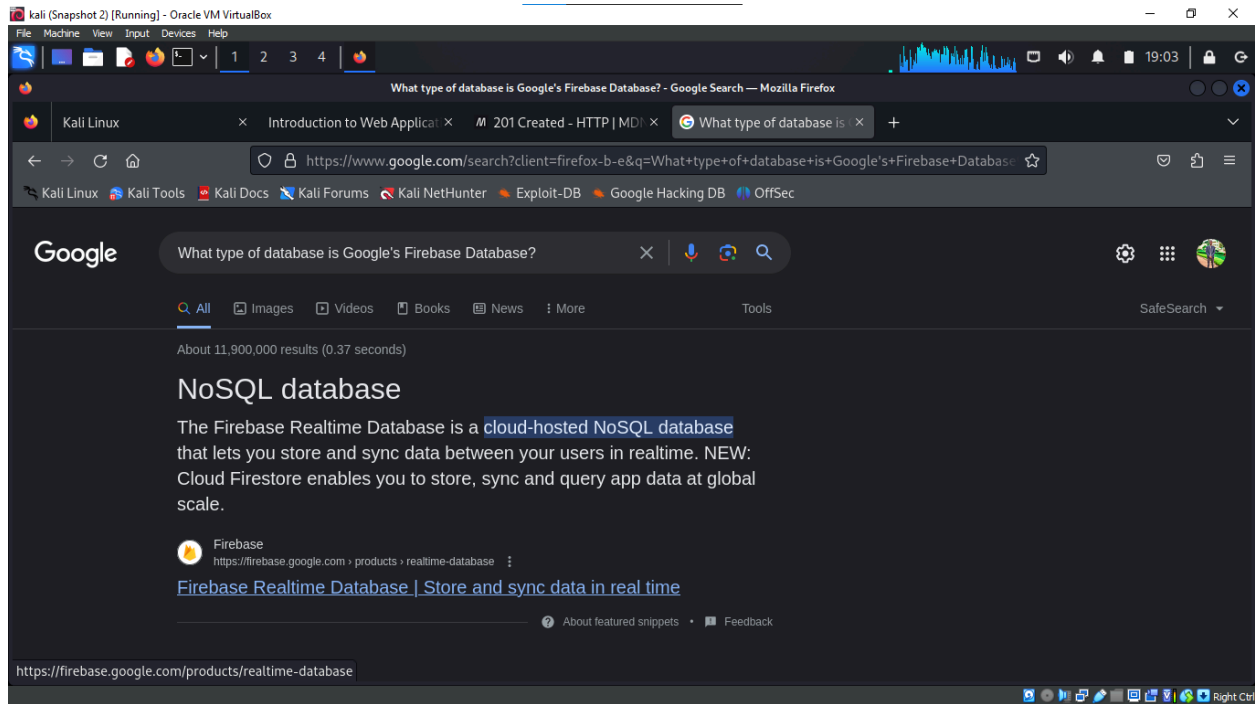 kali (Snapshot 2) [Running] - Oracle VM VirtualBox
File Machine View Input Devices Help
1 2 3 4 19:03
What type of database is Google's Firebase Database? - Google Search — Mozilla Firefox
Kali Linux × Introduction to Web Applicat × 201 Created - HTTP | MDN × What type of database is G × +
https://www.google.com/search?client=firefox-b-e&q=What+type+of+database+is+Google's+Firebase+Database
Kali Linux Kali Tools Kali Docs Kali Forums Kali NetHunter Exploit-DB Google Hacking DB OffSec
Google What type of database is Google's Firebase Database?
All Images Videos Books News More Tools SafeSearch
About 11,900,000 results (0.37 seconds)
NoSQL database
The Firebase Realtime Database is a cloud-hosted NoSQL database
that lets you store and sync data between your users in realtime. NEW:
Cloud Firestore enables you to store, sync and query app data at global
scale.
Firebase
https://firebase.google.com › products › realtime-database
Firebase Realtime Database | Store and sync data in real time
About featured snippets • Feedback
https://firebase.google.com/products/realtime-database
Right Ctrl